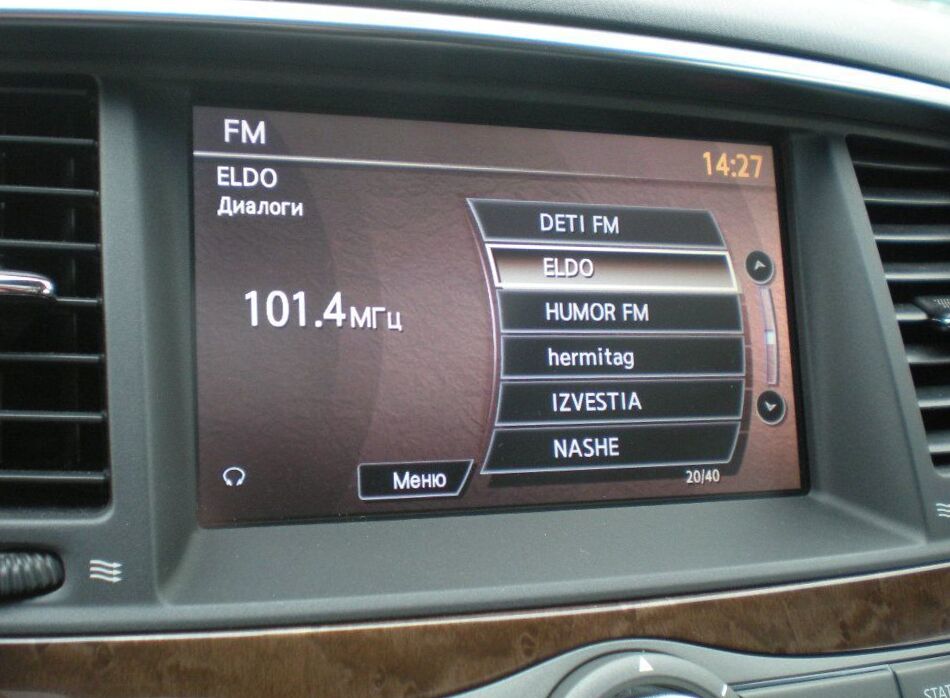 FM
14:27
ELDO
Диалоги
101.4МГц
DETI FM
ELDO
HUMOR FM
hermitag
IZVESTIA
NASHE
Меню
20/40